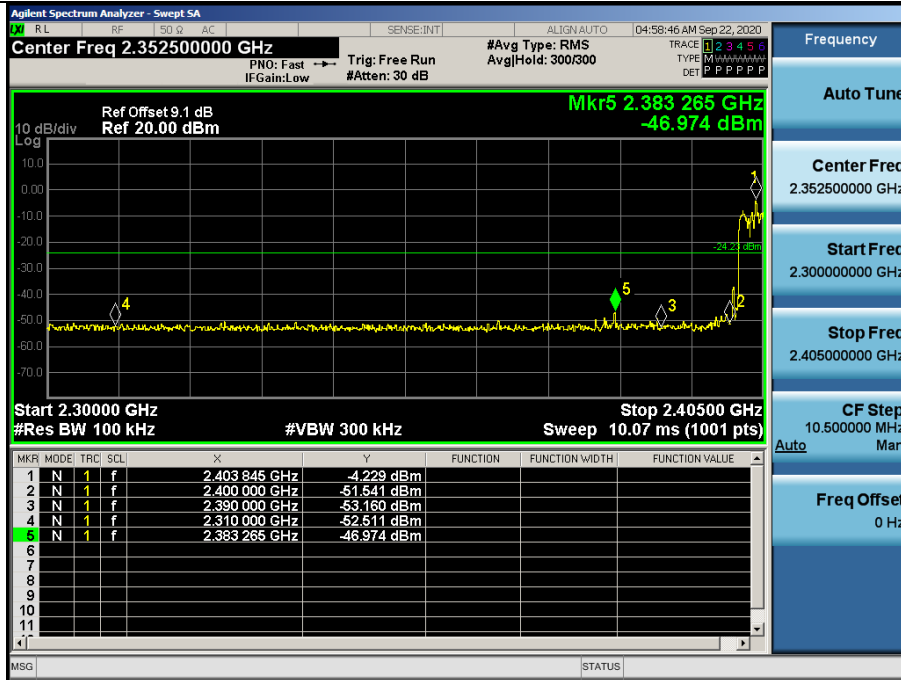 Agilent Spectrum Analyzer - Swept SA
LXI RL RF 50 Ω AC SENSE:INT ALIGN AUTO 04:58:46 AM Sep 22, 2020
Center Freq 2.352500000 GHz
PNO: Fast
IFGain:Low
Trig: Free Run
#Atten: 30 dB
#Avg Type: RMS
Avg|Hold: 300/300
TRACE 1 2 3 4 5 6
TYPE M
DET P P P P P P
Mkr5 2.383 265 GHz
-46.974 dBm
Ref Offset 9.1 dB
10 dB/div Ref 20.00 dBm
Log
10.0
0.00
-10.0
-20.0
-30.0
-40.0
-50.0
-60.0
-70.0
-24.23 dBm
1
4
5
3
2
Start 2.30000 GHz Stop 2.40500 GHz
#Res BW 100 kHz #VBW 300 kHz Sweep 10.07 ms (1001 pts)
MKR MODE TRC SCL X Y FUNCTION FUNCTION WIDTH FUNCTION VALUE
1 N 1 f 2.403 845 GHz -4.229 dBm
2 N 1 f 2.400 000 GHz -51.541 dBm
3 N 1 f 2.390 000 GHz -53.160 dBm
4 N 1 f 2.310 000 GHz -52.511 dBm
5 N 1 f 2.383 265 GHz -46.974 dBm
6
7
8
9
10
11
MSG STATUS
Frequency
Auto Tune
Center Freq
2.352500000 GHz
Start Freq
2.300000000 GHz
Stop Freq
2.405000000 GHz
CF Step
10.500000 MHz
Auto Man
Freq Offset
0 Hz